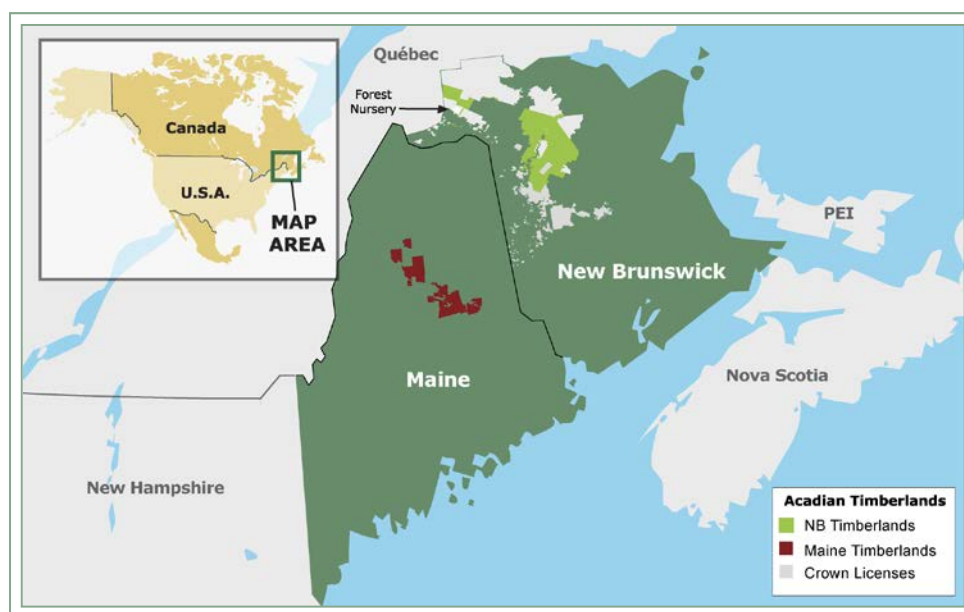 Québec
Forest
Nursery
Canada
U.S.A.
MAP
AREA
PEI
New Brunswick
Maine
Nova Scotia
New Hampshire
Acadian Timberlands
NB Timberlands
Maine Timberlands
Crown Licenses